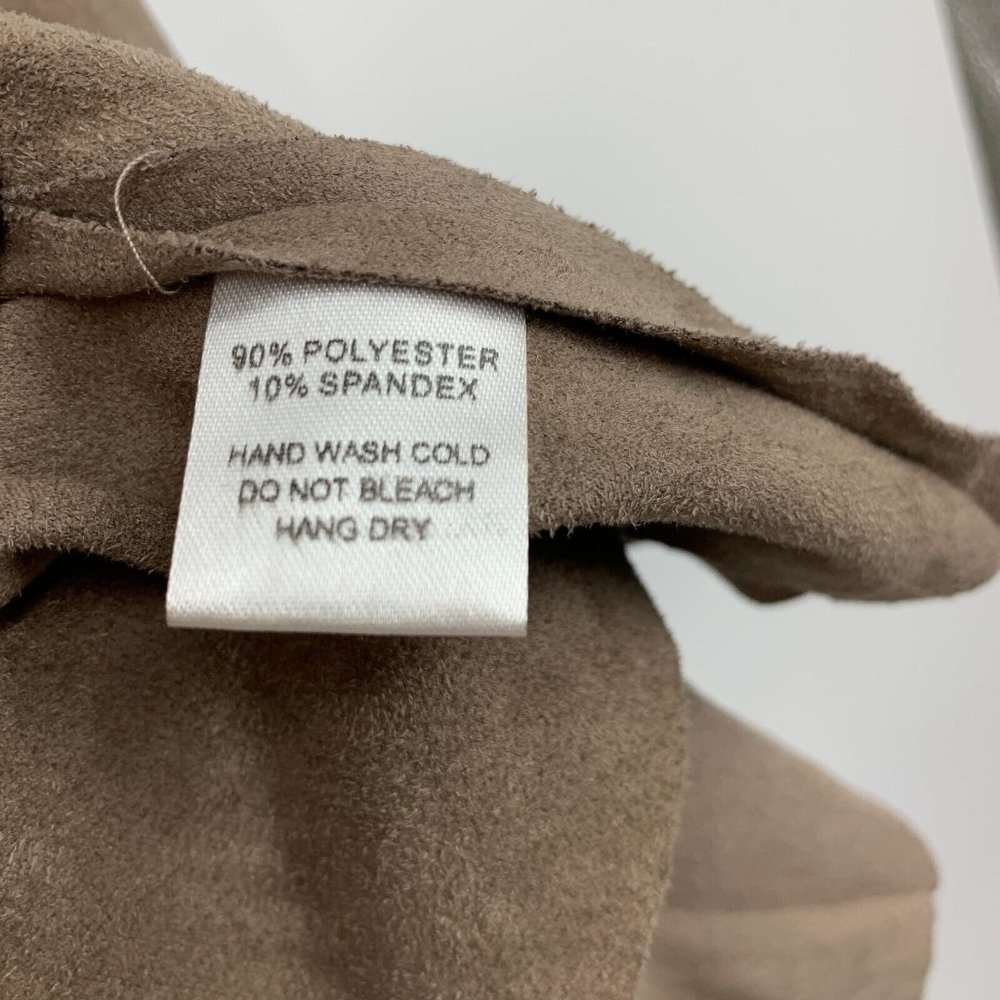 90% POLYESTER
10% SPANDEX
HAND WASH COLD
DO NOT BLEACH
HANG DRY